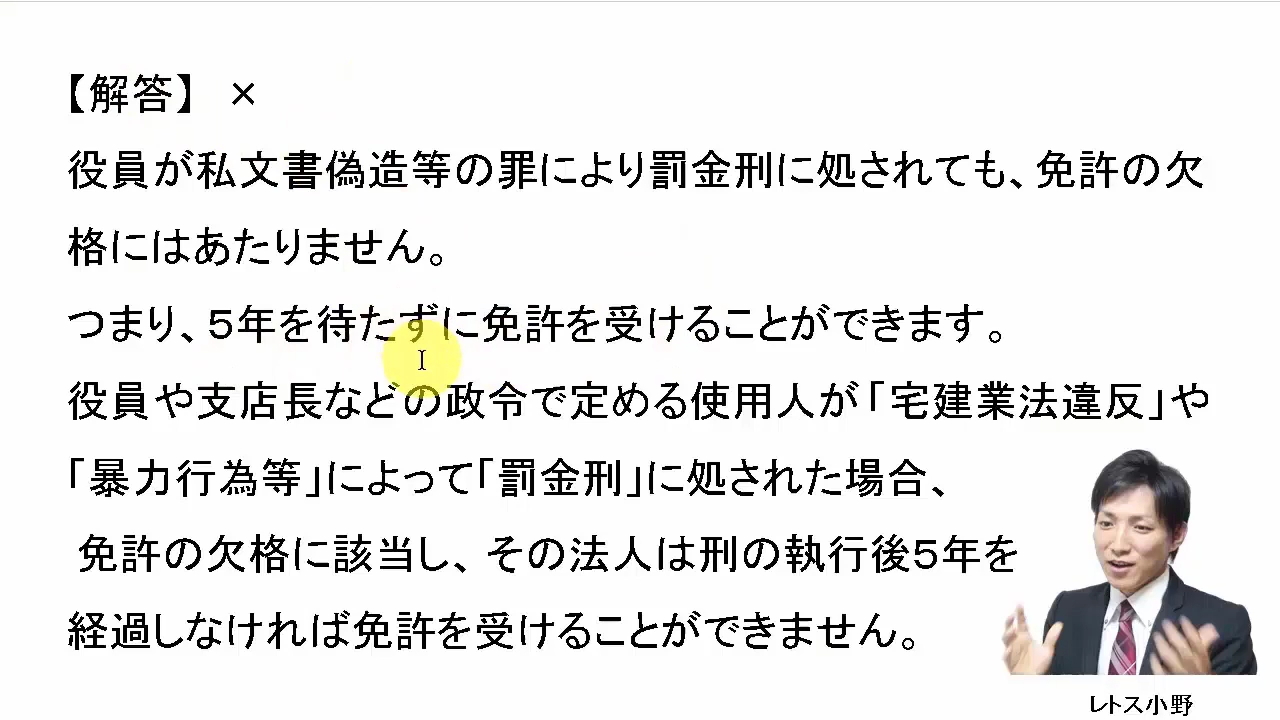 【解答】 ×
役員が私文書偽造等の罪により罰金刑に処されても、免許の欠
格にはあたりません。
つまり、５年を待たずに免許を受けることができます。
役員や支店長などの政令で定める使用人が「宅建業法違反」や
「暴力行為等」によって「罰金刑」に処された場合、
免許の欠格に該当し、その法人は刑の執行後５年を
経過しなければ免許を受けることができません。
レトス小野